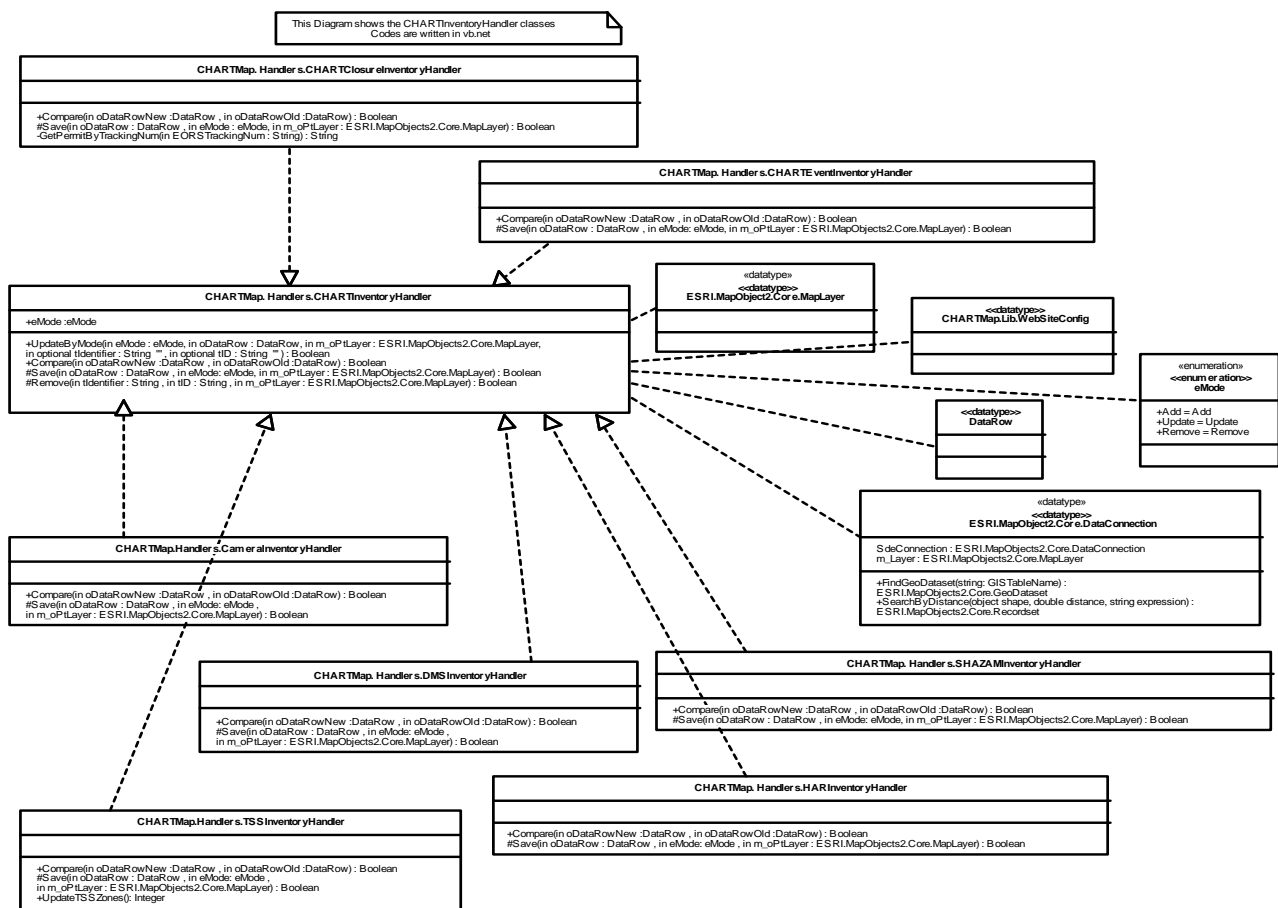 This Diagram shows the CHARTInventoryHandler classes
Codes are written in vb.net
CHARTMap. Handlers.CHARTClosureInventoryHandler
+Compare(in oDataRowNew :DataRow , in oDataRowOld :DataRow) : Boolean
#Save(in oDataRow : DataRow , in eMode : eMode, in m_oPtLayer : ESRI.MapObjects2.Core.MapLayer) : Boolean
-GetPermitByTrackingNum(in EORSTrackingNum : String) : String
CHARTMap. Handlers.CHARTEventInventoryHandler
+Compare(in oDataRowNew :DataRow , in oDataRowOld :DataRow) : Boolean
#Save(in oDataRow : DataRow , in eMode: eMode, in m_oPtLayer : ESRI.MapObjects2.Core.MapLayer) : Boolean
CHARTMap. Handlers.CHARTInventoryHandler
+eMode :eMode
+UpdateByMode(in eMode : eMode, in oDataRow : DataRow, in m_oPtLayer : ESRI.MapObjects2.Core.MapLayer,
in optional tIdentifier : String "" , in optional tID : String "" ) : Boolean
+Compare(in oDataRowNew :DataRow , in oDataRowOld :DataRow) : Boolean
#Save(in oDataRow : DataRow , in eMode: eMode, in m_oPtLayer : ESRI.MapObjects2.Core.MapLayer) : Boolean
#Remove(in tIdentifier : String , in tID : String , in m_oPtLayer : ESRI.MapObjects2.Core.MapLayer) : Boolean
«datatype»
<<datatype>>
ESRI.MapObject2.Core.MapLayer
<<datatype>>
CHARTMap.Lib.WebSiteConfig
«enumeration»
<<enumeration>>
eMode
+Add = Add
+Update = Update
+Remove = Remove
<<datatype>>
DataRow
«datatype»
<<datatype>>
ESRI.MapObject2.Core.DataConnection
SdeConnection : ESRI.MapObjects2.Core.DataConnection
m_Layer : ESRI.MapObjects2.Core.MapLayer
+FindGeoDataset(string: GISTableName) :
ESRI.MapObjects2.Core.GeoDataset
+SearchByDistance(object shape, double distance, string expression) :
ESRI.MapObjects2.Core.Recordset
CHARTMap.Handlers.CameraInventoryHandler
+Compare(in oDataRowNew :DataRow , in oDataRowOld :DataRow) : Boolean
#Save(in oDataRow : DataRow , in eMode: eMode ,
in m_oPtLayer : ESRI.MapObjects2.Core.MapLayer) : Boolean
CHARTMap. Handlers.DMSInventoryHandler
+Compare(in oDataRowNew :DataRow , in oDataRowOld :DataRow) : Boolean
#Save(in oDataRow : DataRow , in eMode: eMode ,
in m_oPtLayer : ESRI.MapObjects2.Core.MapLayer) : Boolean
CHARTMap. Handlers.SHAZAMInventoryHandler
+Compare(in oDataRowNew :DataRow , in oDataRowOld :DataRow) : Boolean
#Save(in oDataRow : DataRow , in eMode: eMode, in m_oPtLayer : ESRI.MapObjects2.Core.MapLayer) : Boolean
CHARTMap. Handlers.HARInventoryHandler
+Compare(in oDataRowNew :DataRow , in oDataRowOld :DataRow) : Boolean
#Save(in oDataRow : DataRow , in eMode: eMode , in m_oPtLayer : ESRI.MapObjects2.Core.MapLayer) : Boolean
CHARTMap.Handlers.TSSInventoryHandler
+Compare(in oDataRowNew :DataRow , in oDataRowOld :DataRow) : Boolean
#Save(in oDataRow : DataRow , in eMode: eMode ,
in m_oPtLayer : ESRI.MapObjects2.Core.MapLayer) : Boolean
+UpdateTSSZones(): Integer